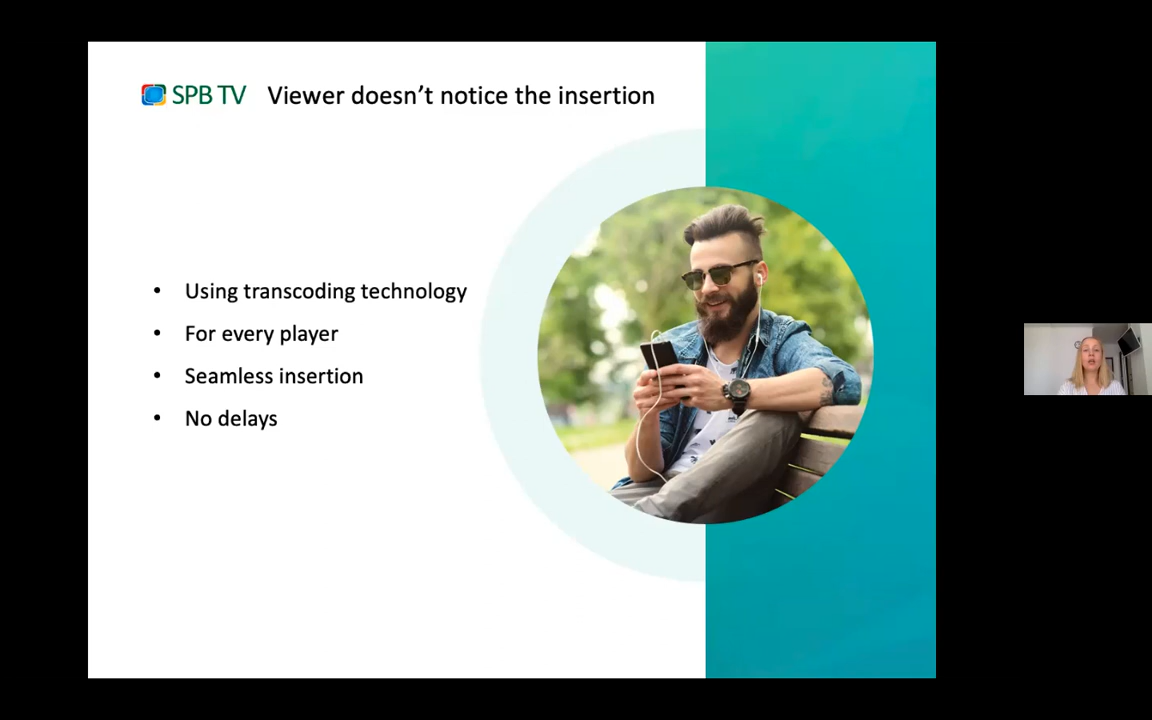 SPB TV Viewer doesn’t notice the insertion
• Using transcoding technology
• For every player
• Seamless insertion
• No delays